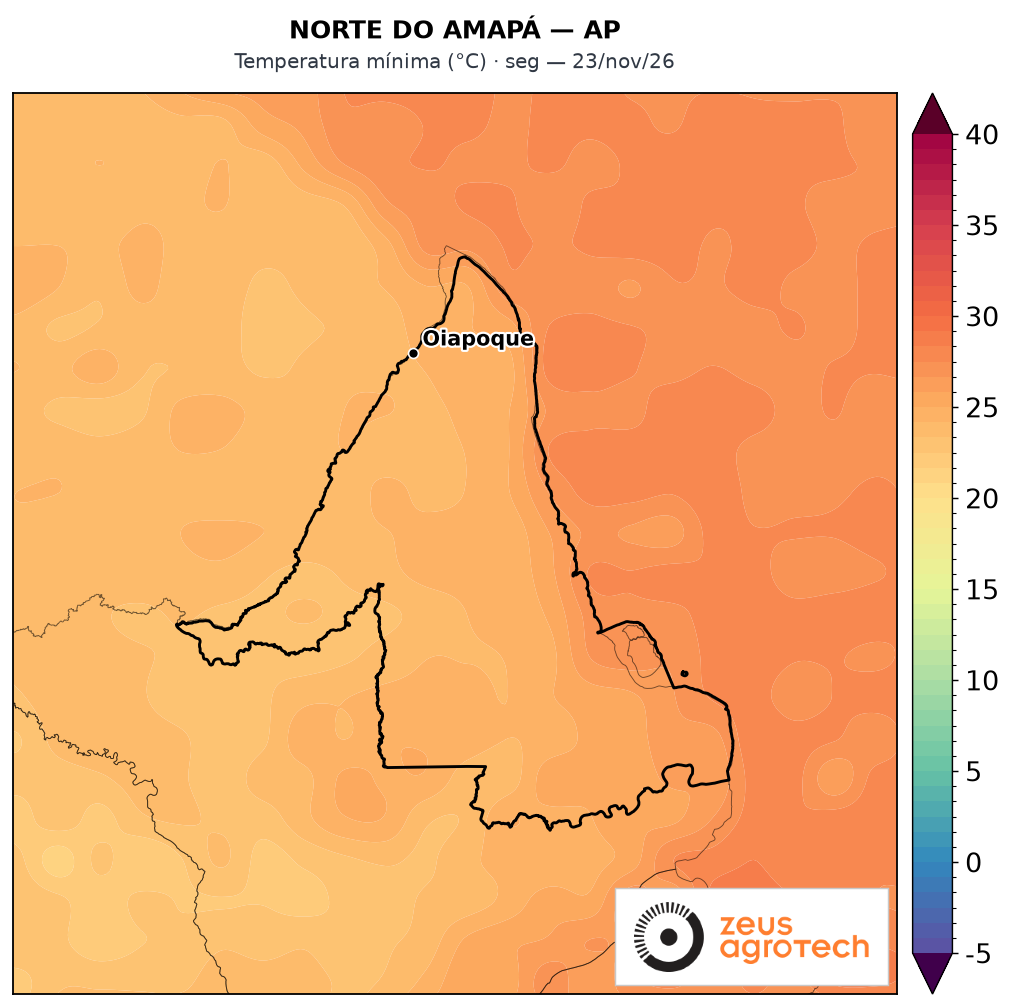 NORTE DO AMAPÁ — AP
Temperatura mínima (°C) · seg — 23/nov/26
Oiapoque
40
35
30
25
20
15
10
5
0
-5
zeus
agrotech